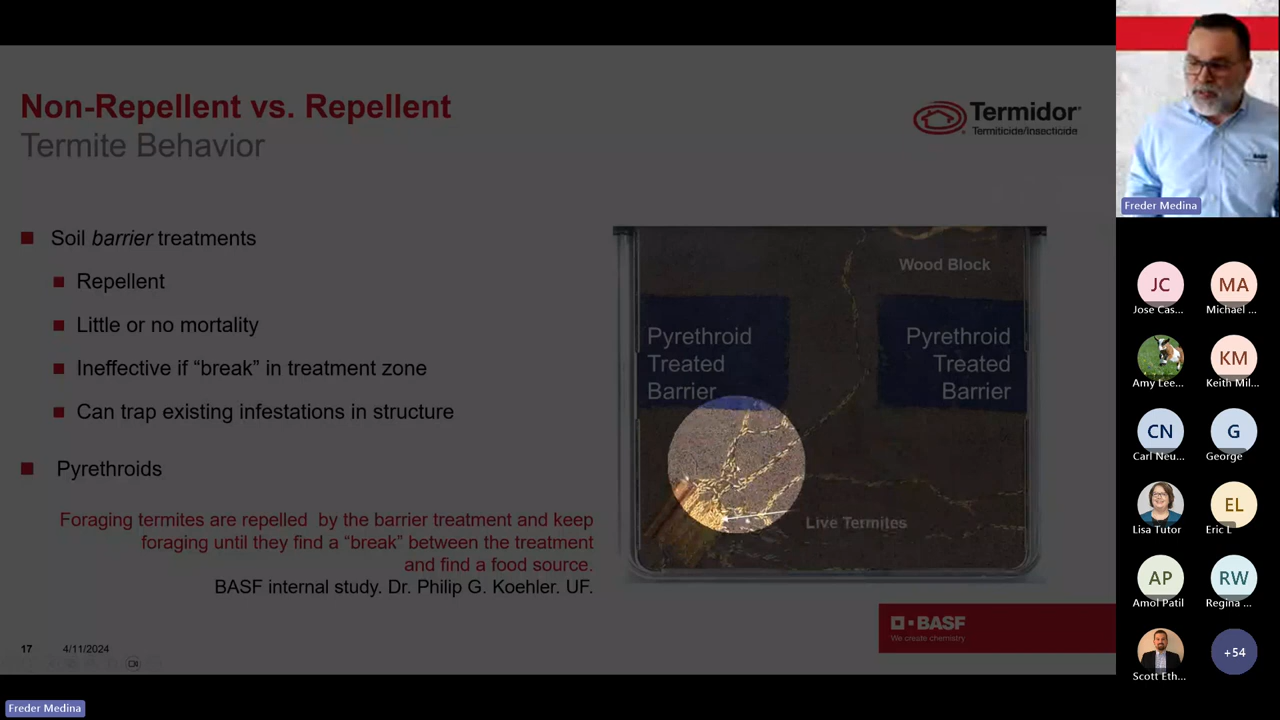 Non-Repellent vs. Repellent
Termite Behavior
Termidor®
Termiticide/Insecticide
Soil barrier treatments
Repellent
Little or no mortality
Ineffective if “break” in treatment zone
Can trap existing infestations in structure
Pyrethroids
Foraging termites are repelled by the barrier treatment and keep
foraging until they find a “break” between the treatment
and find a food source.
BASF internal study. Dr. Philip G. Koehler. UF.
Wood Block
Pyrethroid
Treated
Barrier
Pyrethroid
Treated
Barrier
Live Termites
BASF
We create chemistry
17
4/11/2024
Freder Medina
BASF
Freder Medina
JC
Jose Cas...
MA
Michael ...
Amy Lee...
KM
Keith Mil...
CN
Carl Neu...
G
George
Lisa Tutor
EL
Eric L
AP
Amol Patil
RW
Regina ...
Scott Eth...
+54